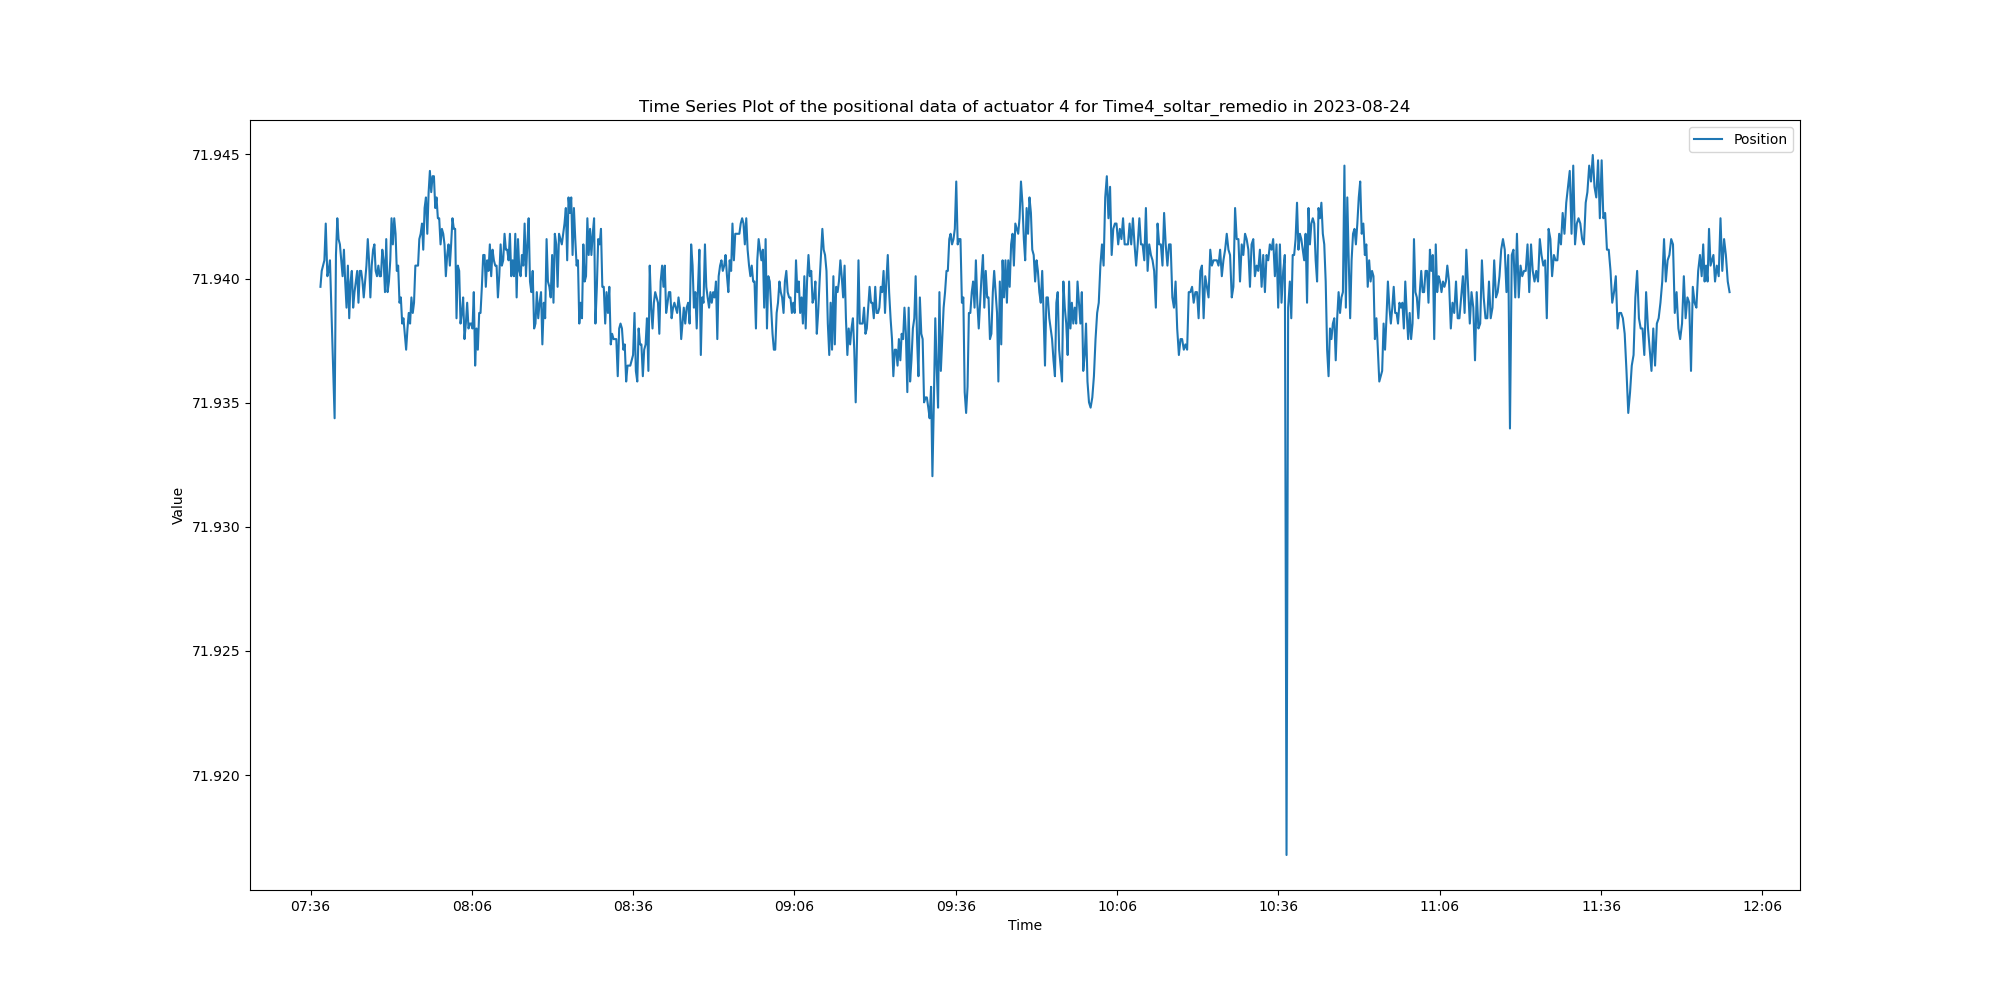 Time Series Plot of the positional data of actuator 4 for Time4_soltar_remedio in 2023-08-24
Position
71.945
71.940
71.935
71.930
71.925
71.920
Value
07:36 08:06 08:36 09:06 09:36 10:06 10:36 11:06 11:36 12:06
Time